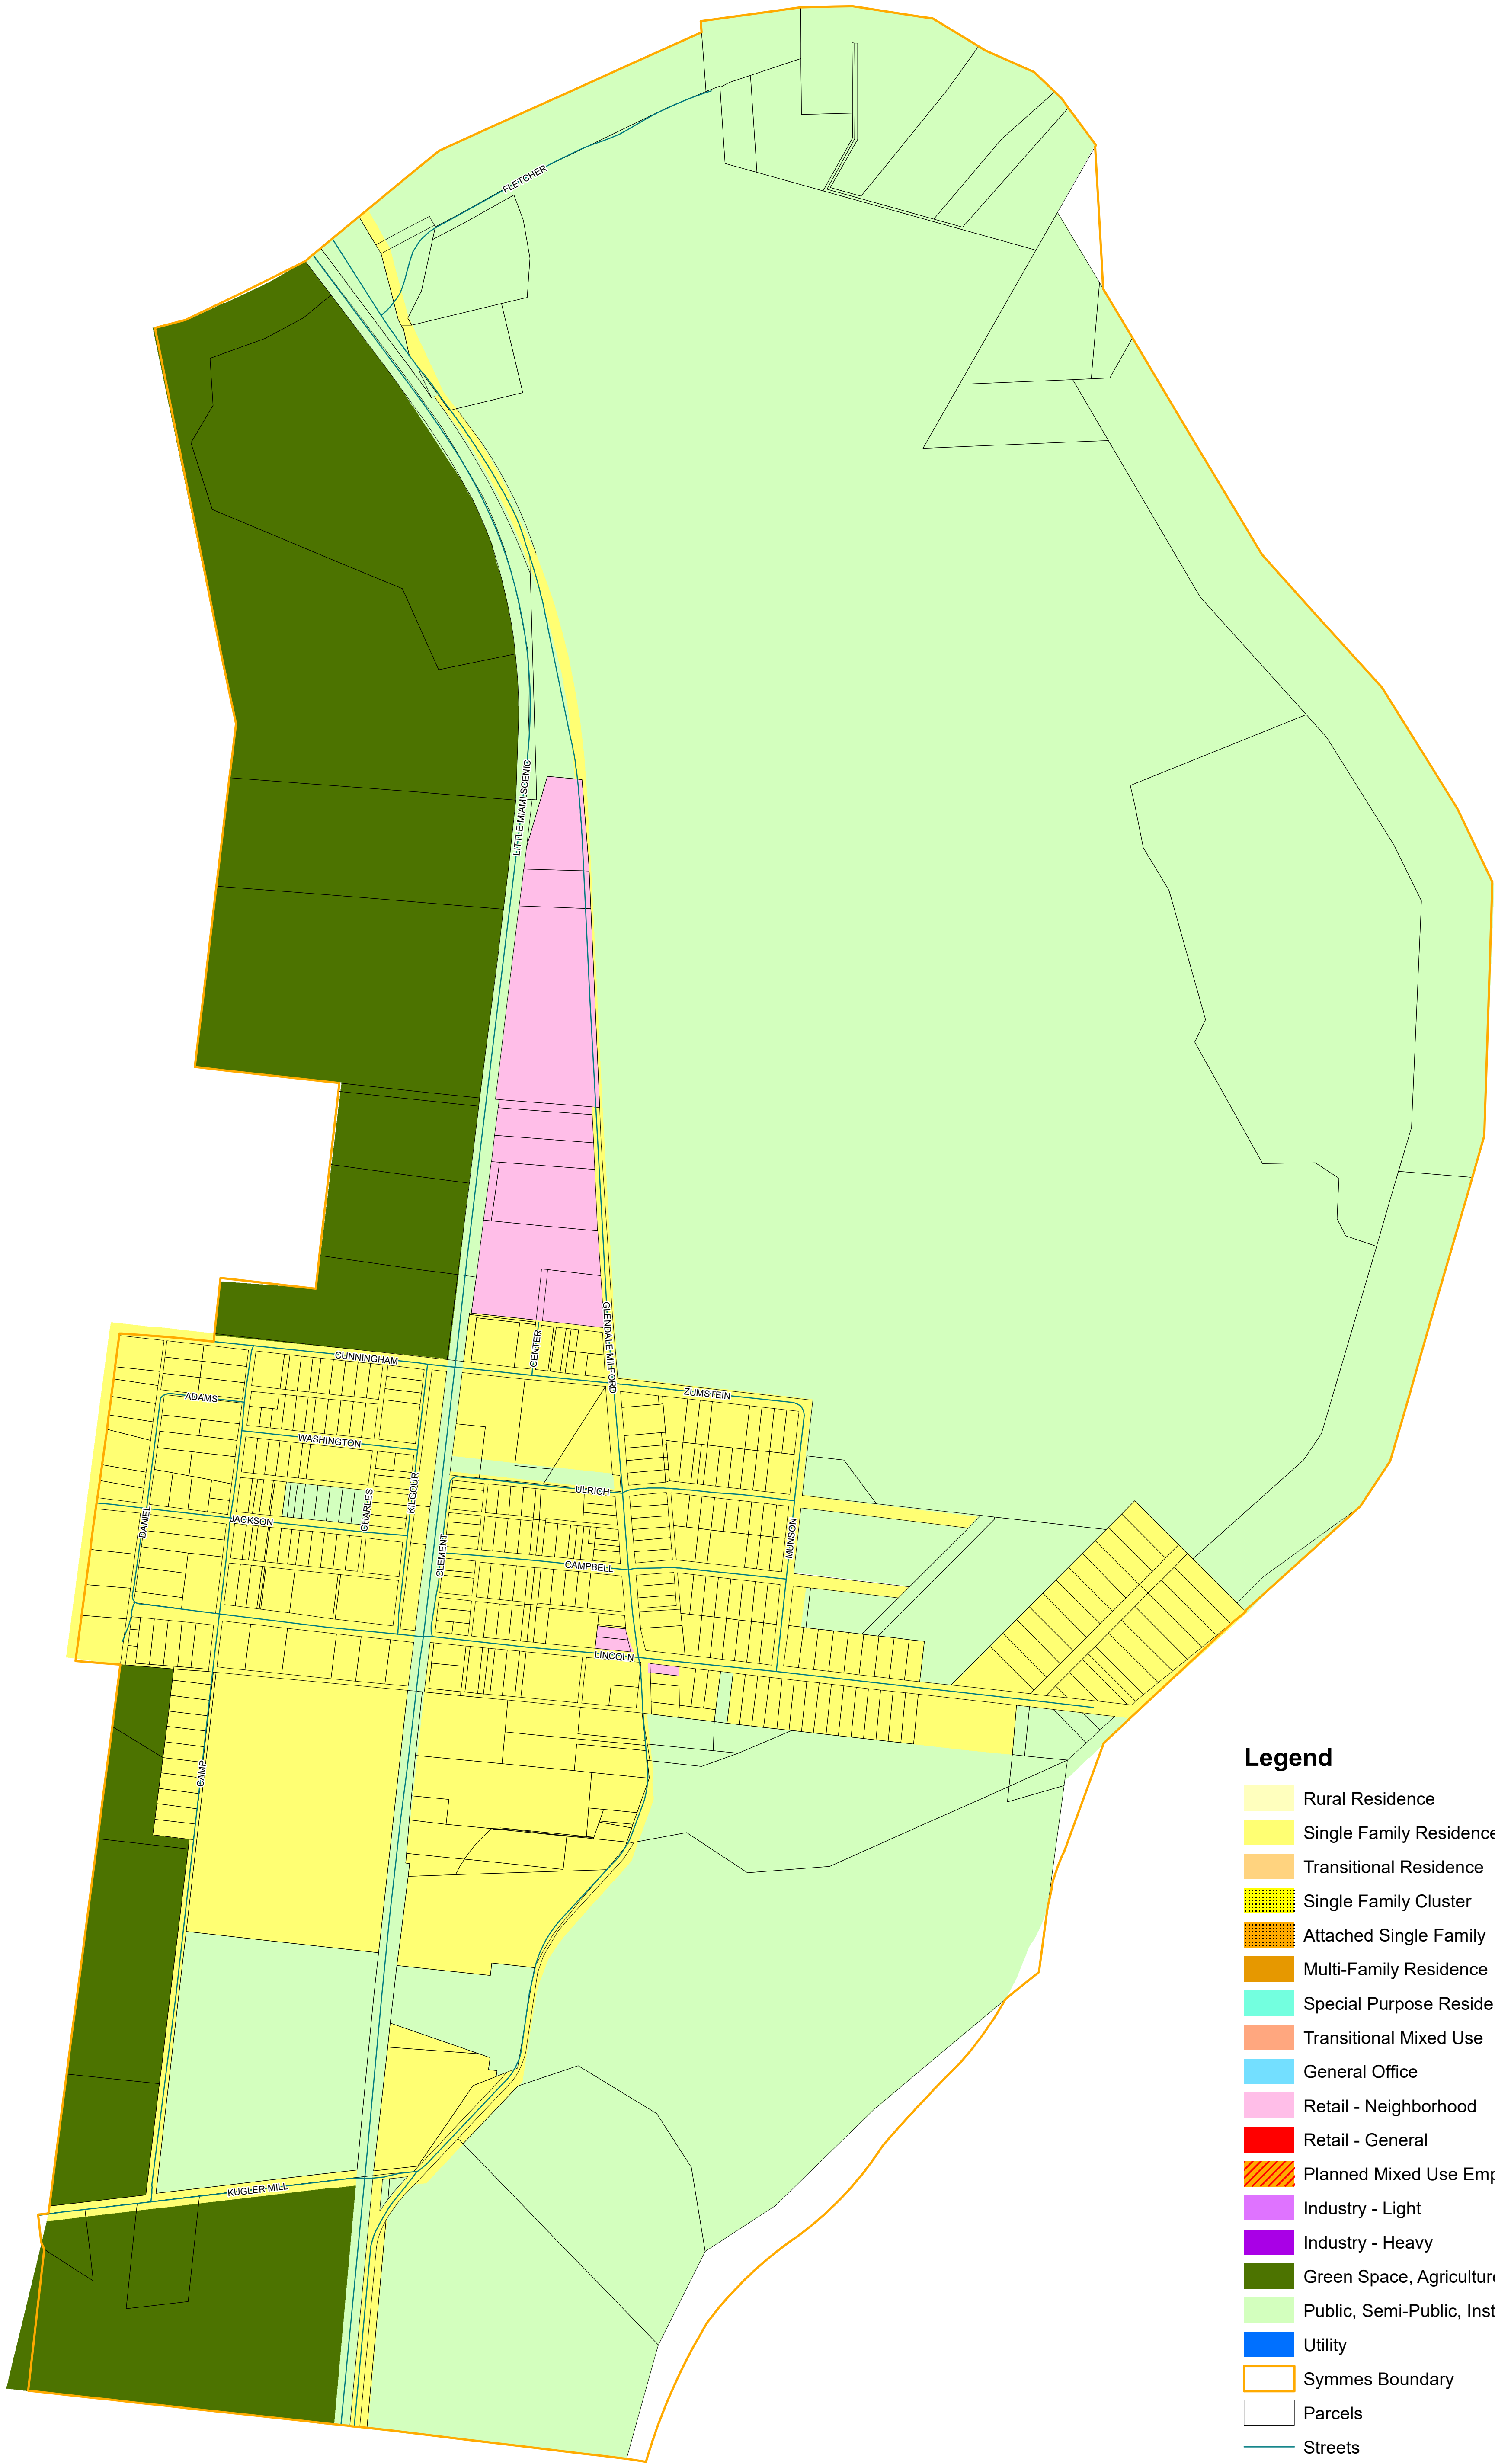 FLETCHER
LITTLE MIAMI SCENIC
GLENDALE-MILFORD
CENTER
CUNNINGHAM
ZUMSTEIN
ADAMS
WASHINGTON
KILGOUR
ULRICH
CHARLES
JACKSON
DANIEL
CLEMENT
MUNSON
CAMPBELL
LINCOLN
CAMP
KUGLER MILL
Legend
Rural Residence
Single Family Residence
Transitional Residence
Single Family Cluster
Attached Single Family
Multi-Family Residence
Special Purpose Reside
Transitional Mixed Use
General Office
Retail - Neighborhood
Retail - General
Planned Mixed Use Emp
Industry - Light
Industry - Heavy
Green Space, Agriculture
Public, Semi-Public, Inst
Utility
Symmes Boundary
Parcels
Streets